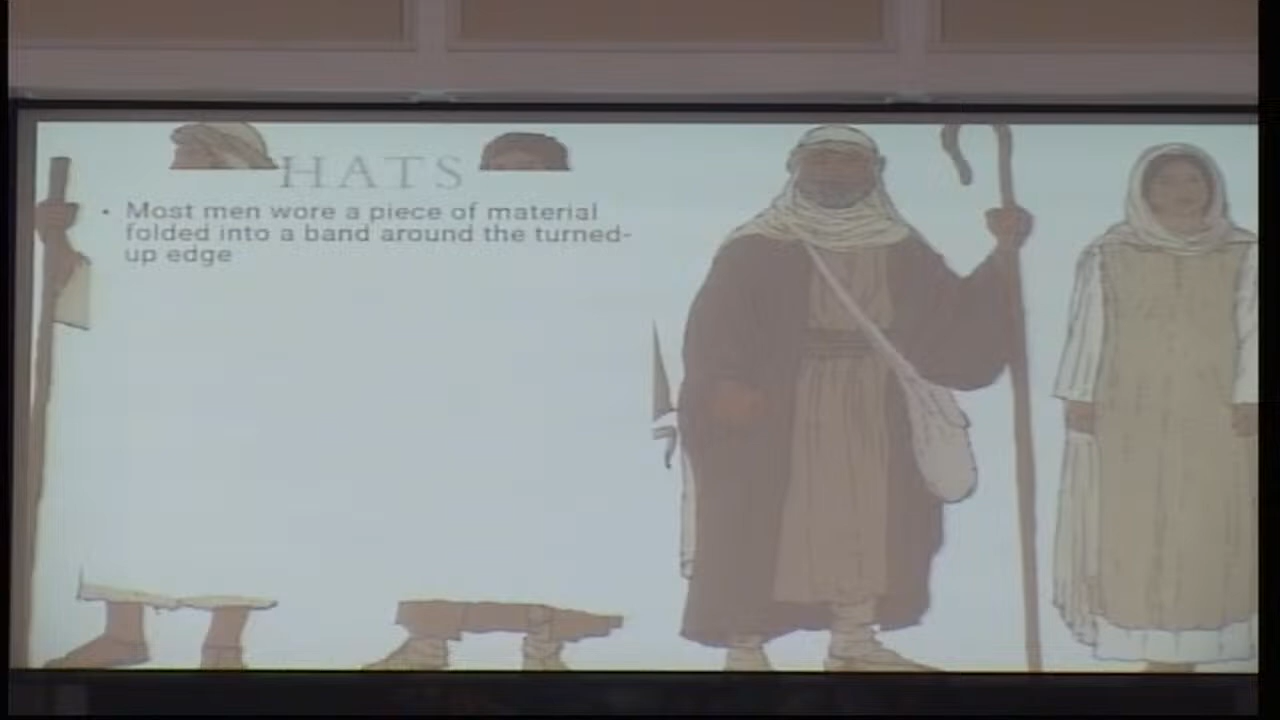 HATS
• Most men wore a piece of material
folded into a band around the turned-
up edge